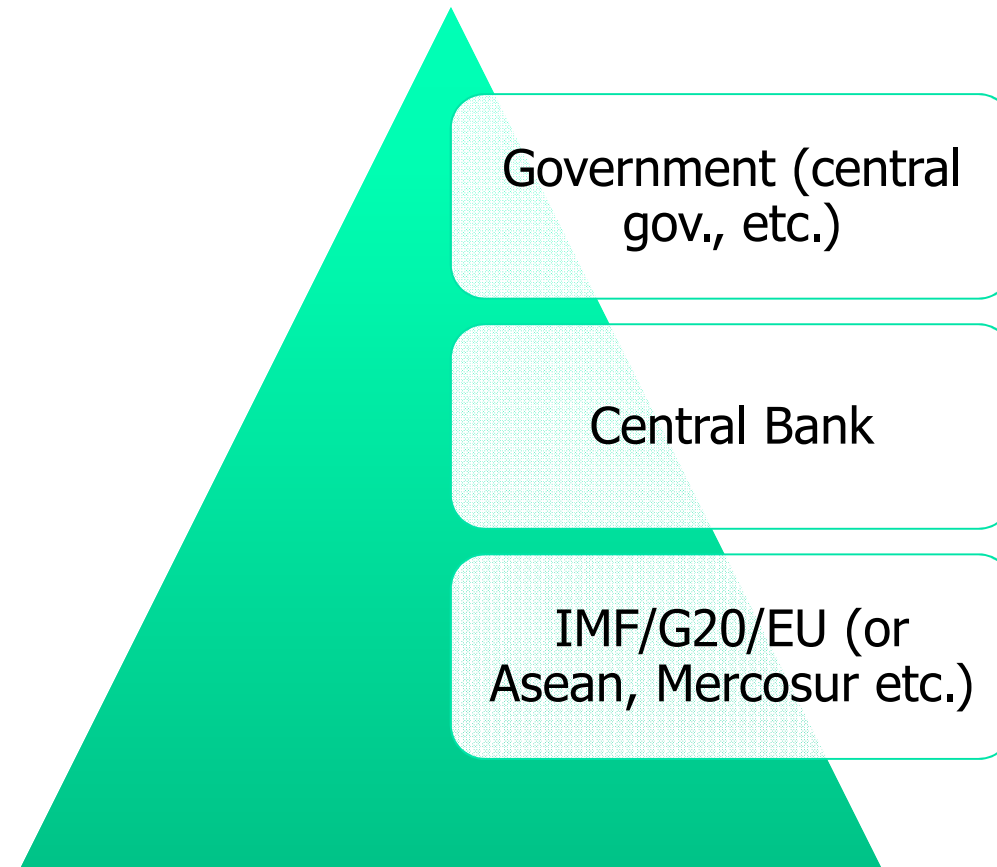 Government (central
gov., etc.)
Central Bank
IMF/G20/EU (or
Asean, Mercosur etc.)